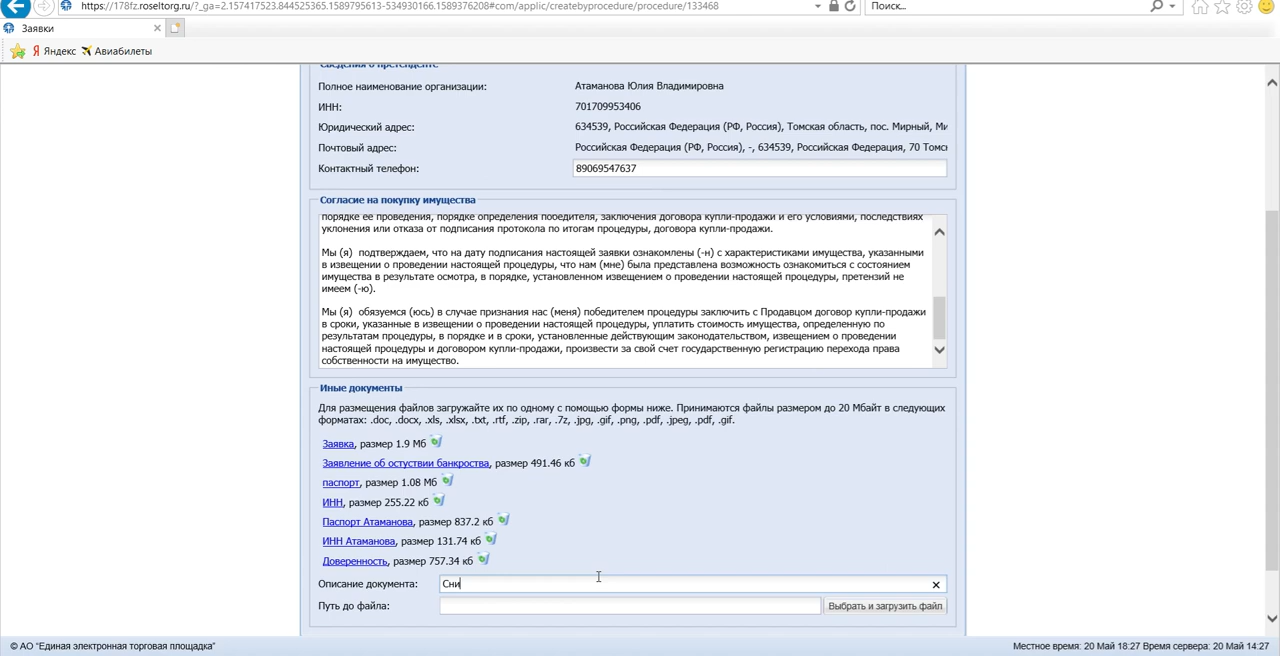 https://178fz.roseltorg.ru/?_ga=2.157417523.844525365.1589795613-534930166.1589376208#com/applic/createbyprocedure/procedure/133468
Поиск...
Заявки
Яндекс Авиабилеты
Сведения о претенденте
Полное наименование организации: Атаманова Юлия Владимировна
ИНН: 701709953406
Юридический адрес: 634539, Российская Федерация (РФ, Россия), Томская область, пос. Мирный, Ми
Почтовый адрес: Российская Федерация (РФ, Россия), -, 634539, Российская Федерация, 70 Томс
Контактный телефон: 89069547637
Согласие на покупку имущества
порядке ее проведения, порядке определения победителя, заключения договора купли-продажи и его условиями, последствиях
уклонения или отказа от подписания протокола по итогам процедуры, договора купли-продажи.
Мы (я) подтверждаем, что на дату подписания настоящей заявки ознакомлены (-н) с характеристиками имущества, указанными
в извещении о проведении настоящей процедуры, что нам (мне) была представлена возможность ознакомиться с состоянием
имущества в результате осмотра, в порядке, установленном извещением о проведении настоящей процедуры, претензий не
имеем (-ю).
Мы (я) обязуемся (юсь) в случае признания нас (меня) победителем процедуры заключить с Продавцом договор купли-продажи
в сроки, указанные в извещении о проведении настоящей процедуры, уплатить стоимость имущества, определенную по
результатам процедуры, в порядке и в сроки, установленные действующим законодательством, извещением о проведении
настоящей процедуры и договором купли-продажи, произвести за свой счет государственную регистрацию перехода права
собственности на имущество.
Иные документы
Для размещения файлов загружайте их по одному с помощью формы ниже. Принимаются файлы размером до 20 Мбайт в следующих
форматах: .doc, .docx, .xls, .xlsx, .txt, .rtf, .zip, .rar, .7z, .jpg, .gif, .png, .pdf, .jpeg, .pdf, .gif.
Заявка, размер 1.9 Мб
Заявление об остуствии банкроства, размер 491.46 кб
паспорт, размер 1.08 Мб
ИНН, размер 255.22 кб
Паспорт Атаманова, размер 837.2 кб
ИНН Атаманова, размер 131.74 кб
Доверенность, размер 757.34 кб
Описание документа: Сни
Путь до файла: Выбрать и загрузить файл
© АО "Единая электронная торговая площадка" Местное время: 20 Май 18:27 Время сервера: 20 Май 14:27